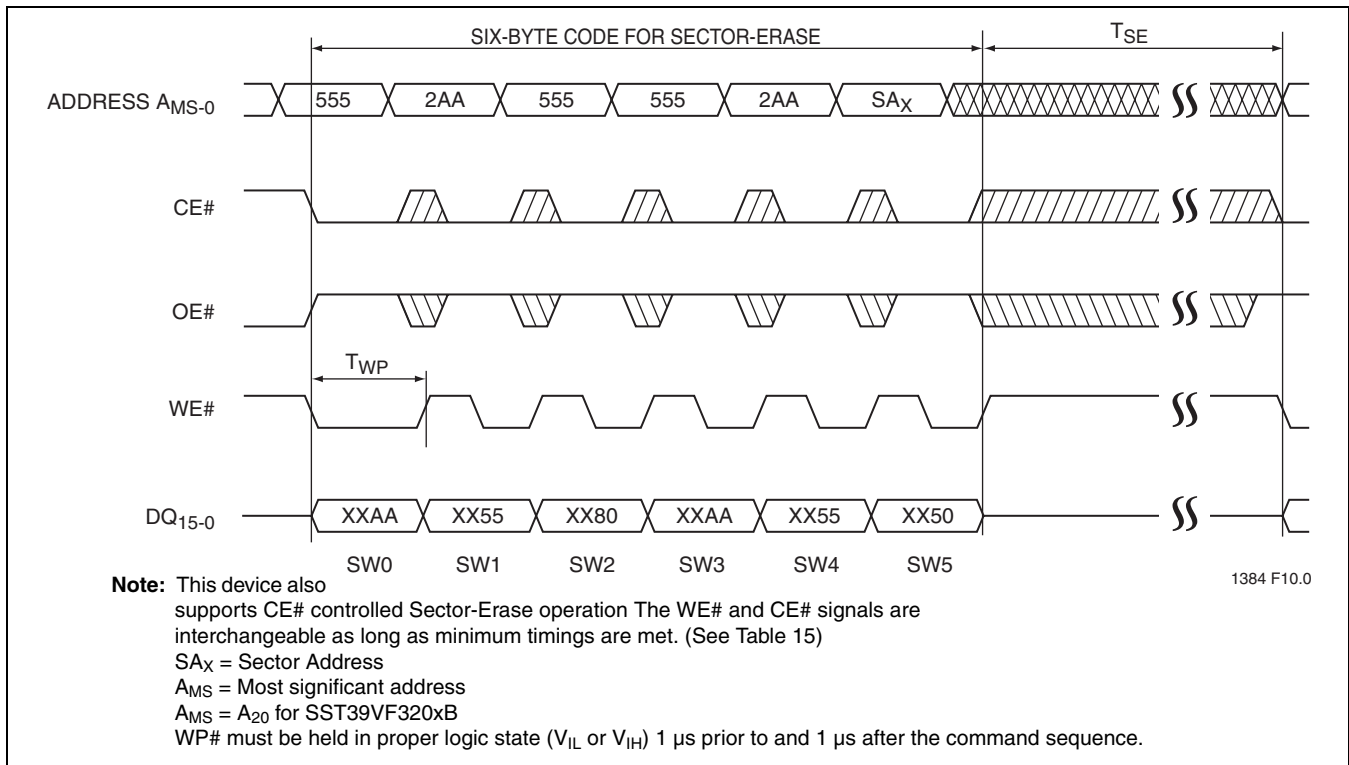 SIX-BYTE CODE FOR SECTOR-ERASE TSE
ADDRESS AMS-0 555 2AA 555 555 2AA SAX
CE#
OE#
TWP
WE#
DQ15-0 XXAA XX55 XX80 XXAA XX55 XX50
SW0 SW1 SW2 SW3 SW4 SW5
1384 F10.0
Note: This device also
supports CE# controlled Sector-Erase operation The WE# and CE# signals are
interchangeable as long as minimum timings are met. (See Table 15)
SAX = Sector Address
AMS = Most significant address
AMS = A20 for SST39VF320xB
WP# must be held in proper logic state (VIL or VIH) 1 µs prior to and 1 µs after the command sequence.